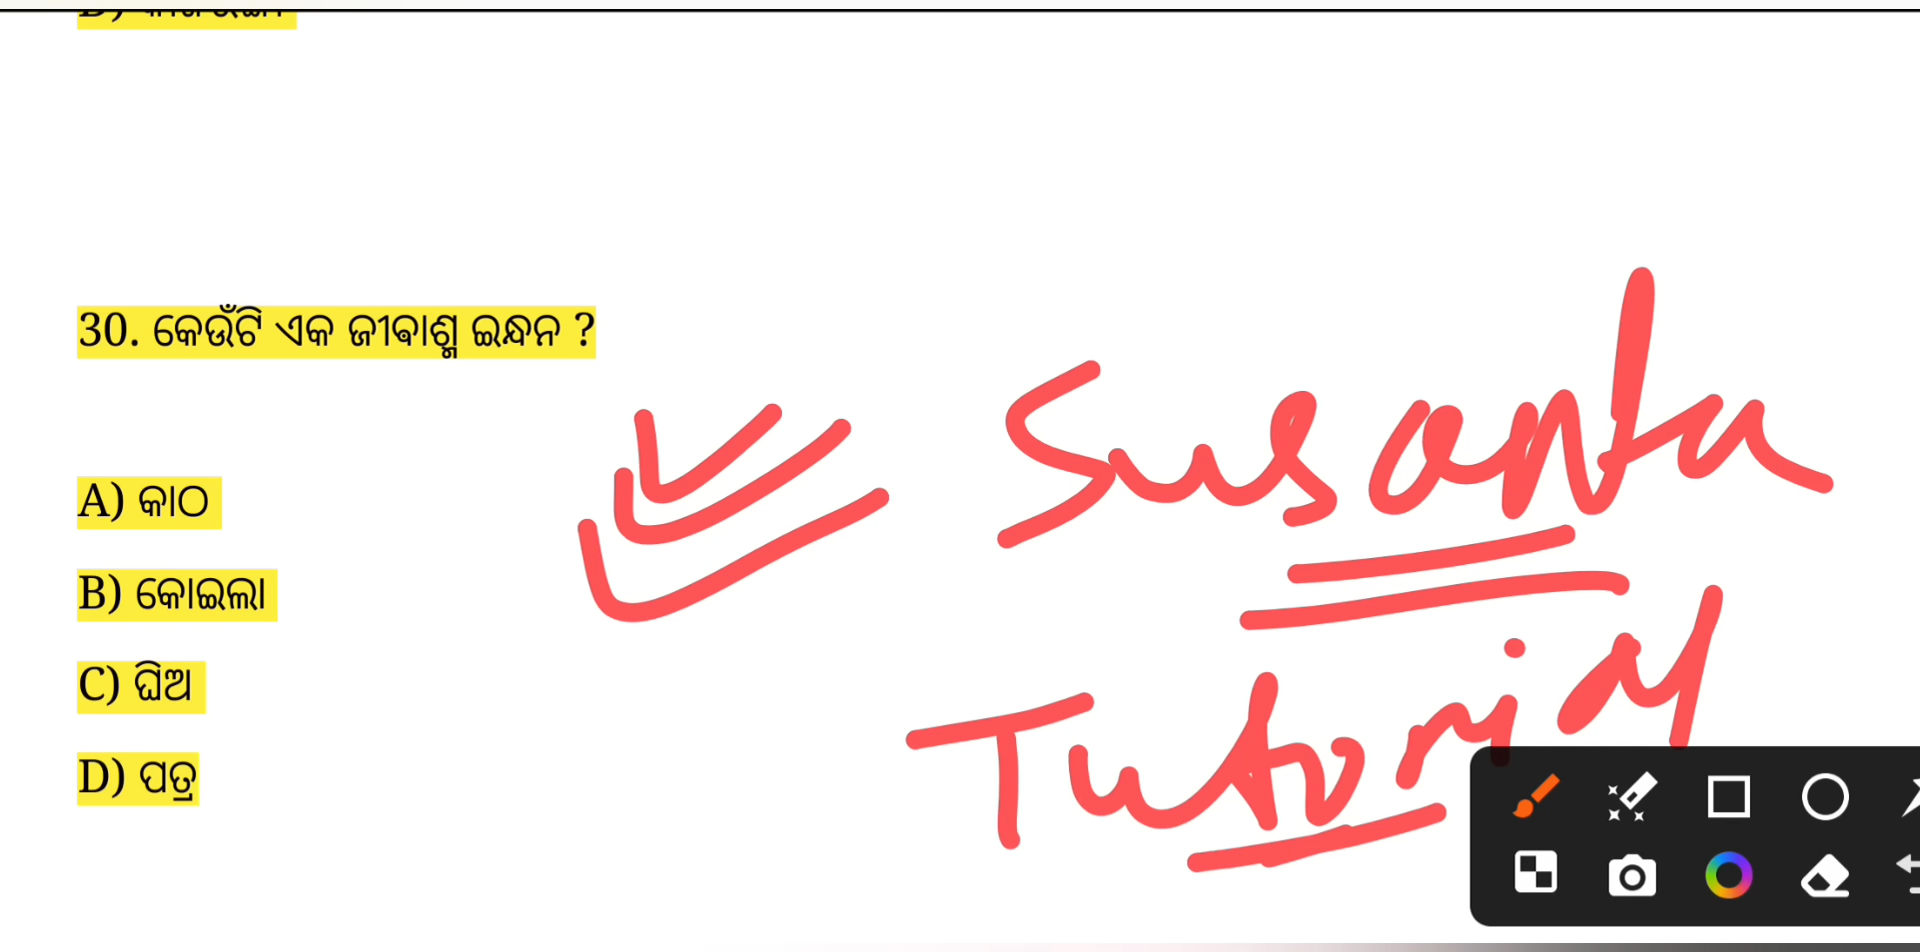 30. କେଉଁଟି ଏକ ଜୀବାଶ୍ମ ଇନ୍ଧନ ?
A) କାଠ
B) କୋଇଲା
C) ଘିଅ
D) ପତ୍ର
Susanta
Tutorial